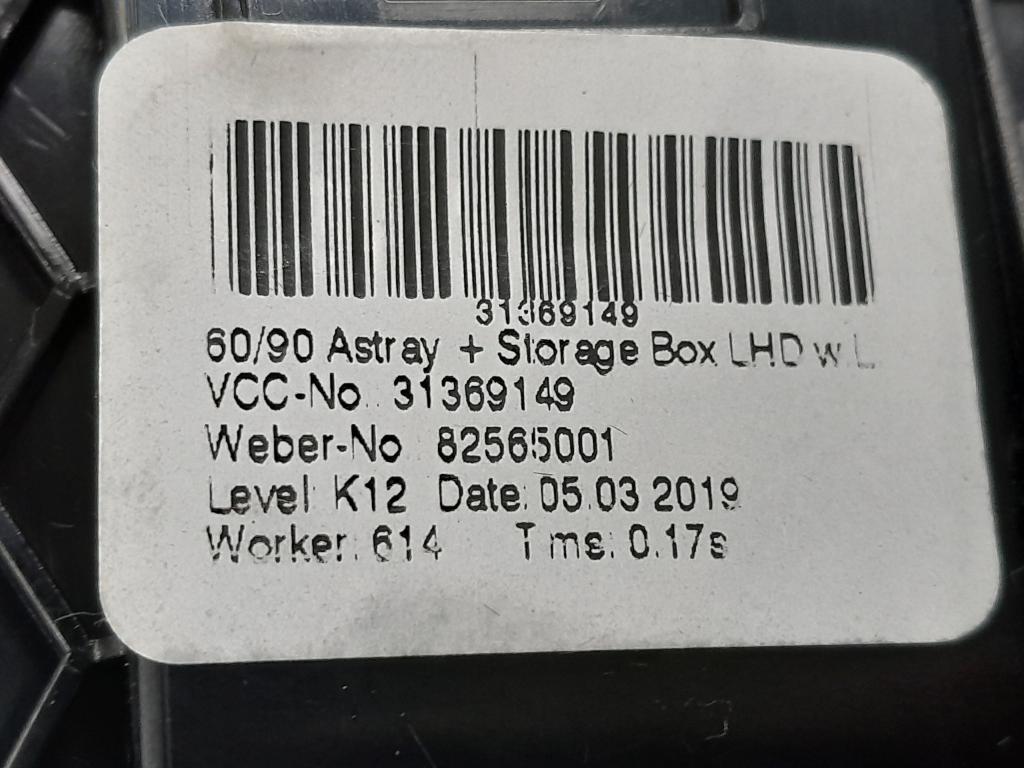 31369149
60/90 Astray + Storage Box LHD w.L
VCC-No. 31369149
Weber-No 82565001
Level: K12 Date: 05.03.2019
Worker: 614 Tms: 0.17s